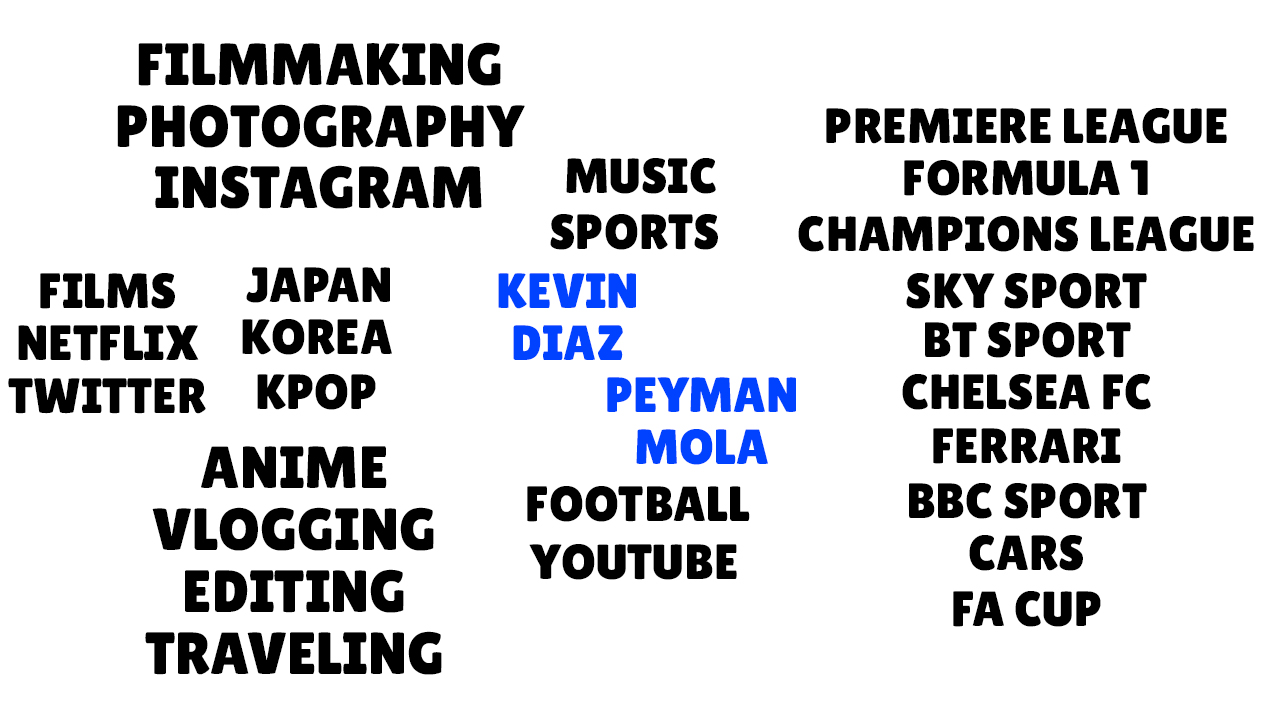 FILMMAKING
PHOTOGRAPHY
INSTAGRAM
FILMS
NETFLIX
TWITTER
JAPAN
KOREA
KPOP
ANIME
VLOGGING
EDITING
TRAVELING
MUSIC
SPORTS
KEVIN
DIAZ
PEYMAN
MOLA
FOOTBALL
YOUTUBE
PREMIERE LEAGUE
FORMULA 1
CHAMPIONS LEAGUE
SKY SPORT
BT SPORT
CHELSEA FC
FERRARI
BBC SPORT
CARS
FA CUP